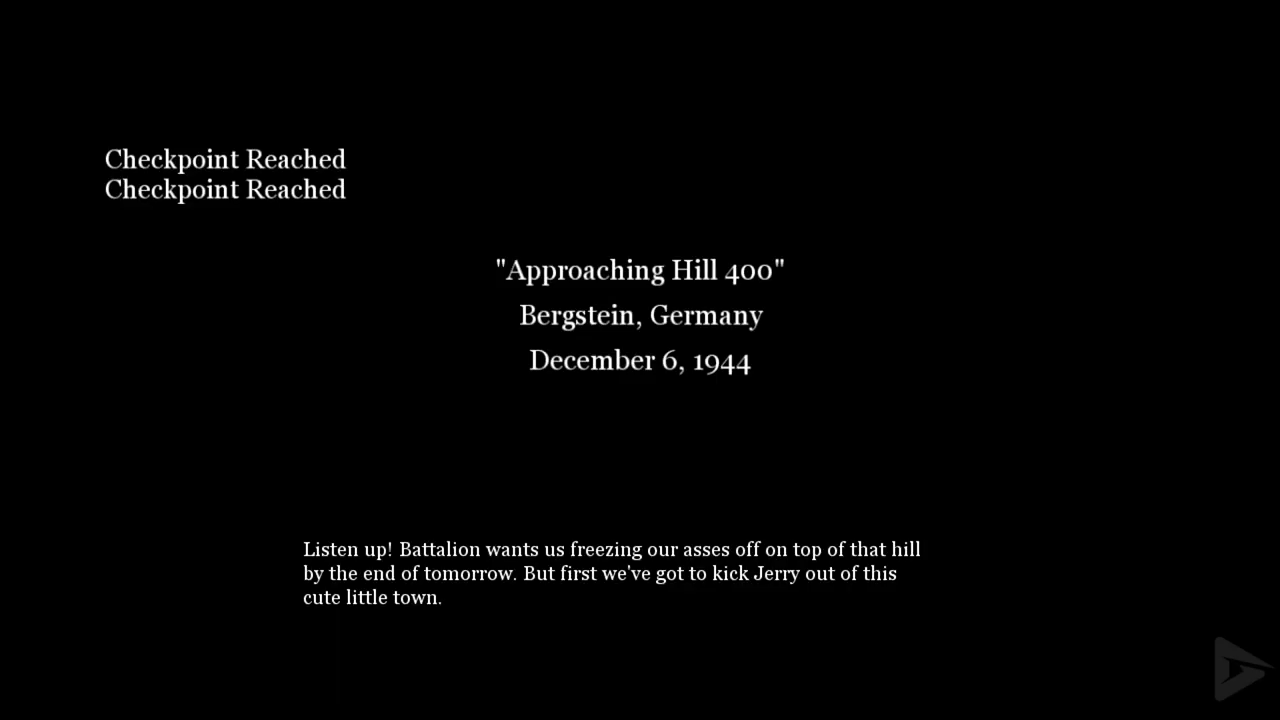 Checkpoint Reached
Checkpoint Reached
"Approaching Hill 400"
Bergstein, Germany
December 6, 1944
Listen up! Battalion wants us freezing our asses off on top of that hill
by the end of tomorrow. But first we've got to kick Jerry out of this
cute little town.